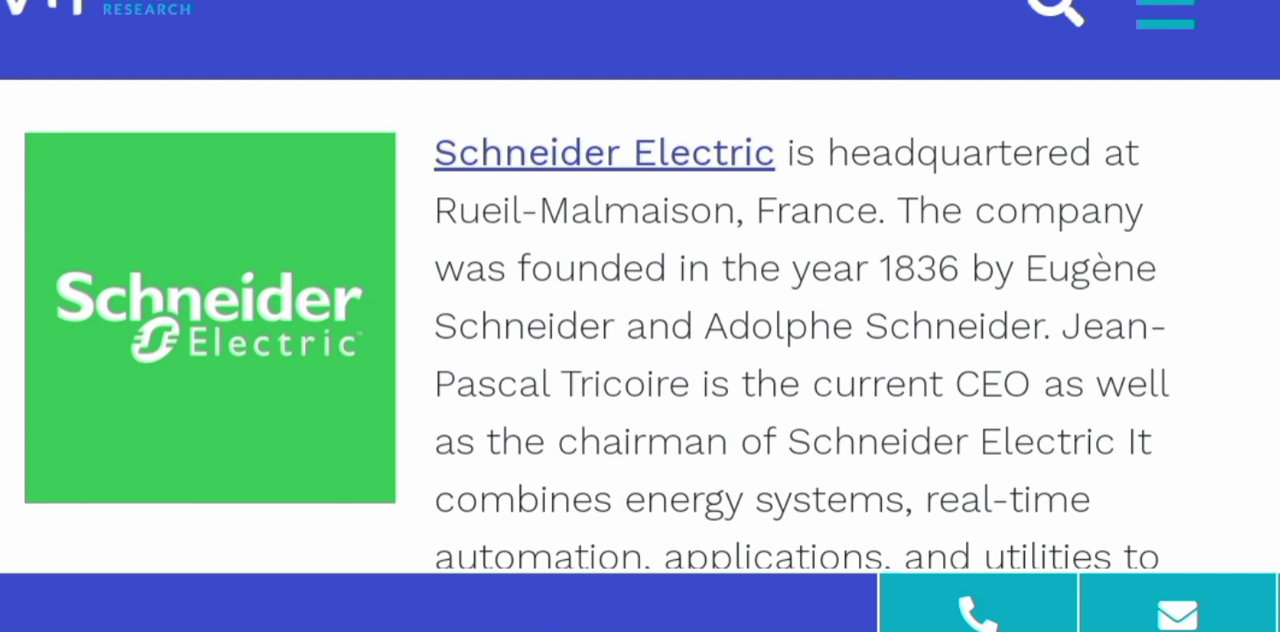 RESEARCH
Schneider
Electric
Schneider Electric is headquartered at
Rueil-Malmaison, France. The company
was founded in the year 1836 by Eugène
Schneider and Adolphe Schneider. Jean-
Pascal Tricoire is the current CEO as well
as the chairman of Schneider Electric It
combines energy systems, real-time
automation, applications, and utilities to